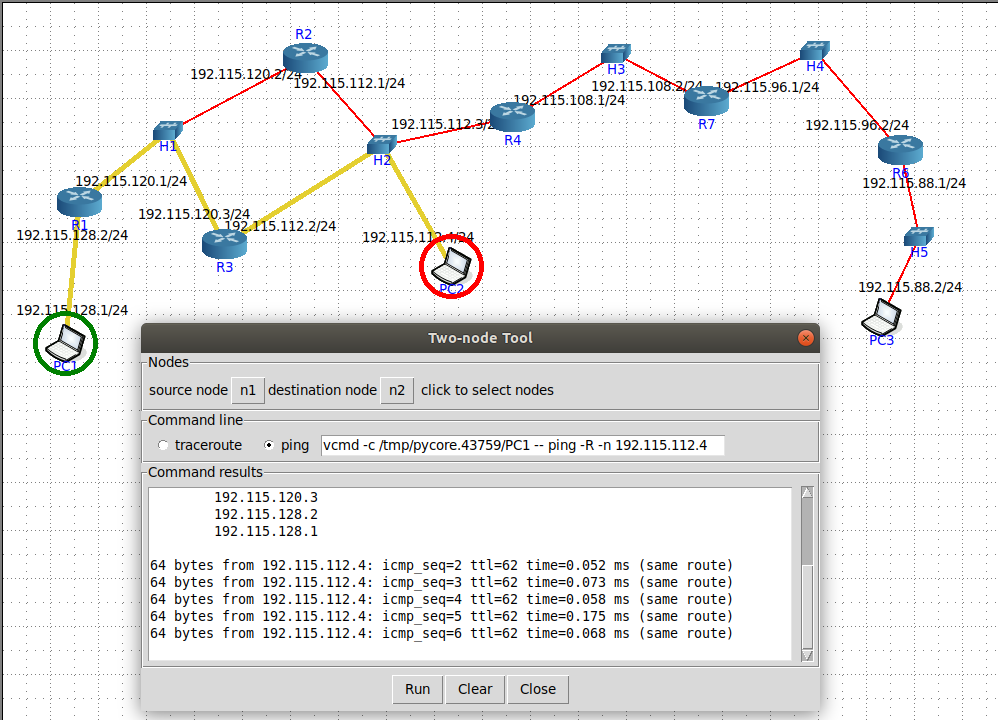 R2
192.115.120.2/24
192.115.112.1/24
H1
H2
192.115.112.3/24
R4
192.115.108.1/24
H3
192.115.108.2/24
R7
192.115.96.1/24
H4
192.115.96.2/24
R6
192.115.88.1/24
H5
192.115.88.2/24
PC3
192.115.120.1/24
R1
192.115.128.2/24
192.115.120.3/24
192.115.112.2/24
R3
192.115.112.4/24
PC2
192.115.128.1/24
PC1
Two-node Tool
Nodes
source node n1 destination node n2 click to select nodes
Command line
traceroute ping vcmd -c /tmp/pycore.43759/PC1 -- ping -R -n 192.115.112.4
Command results
192.115.120.3
192.115.128.2
192.115.128.1
64 bytes from 192.115.112.4: icmp_seq=2 ttl=62 time=0.052 ms (same route)
64 bytes from 192.115.112.4: icmp_seq=3 ttl=62 time=0.073 ms (same route)
64 bytes from 192.115.112.4: icmp_seq=4 ttl=62 time=0.058 ms (same route)
64 bytes from 192.115.112.4: icmp_seq=5 ttl=62 time=0.175 ms (same route)
64 bytes from 192.115.112.4: icmp_seq=6 ttl=62 time=0.068 ms (same route)
Run Clear Close